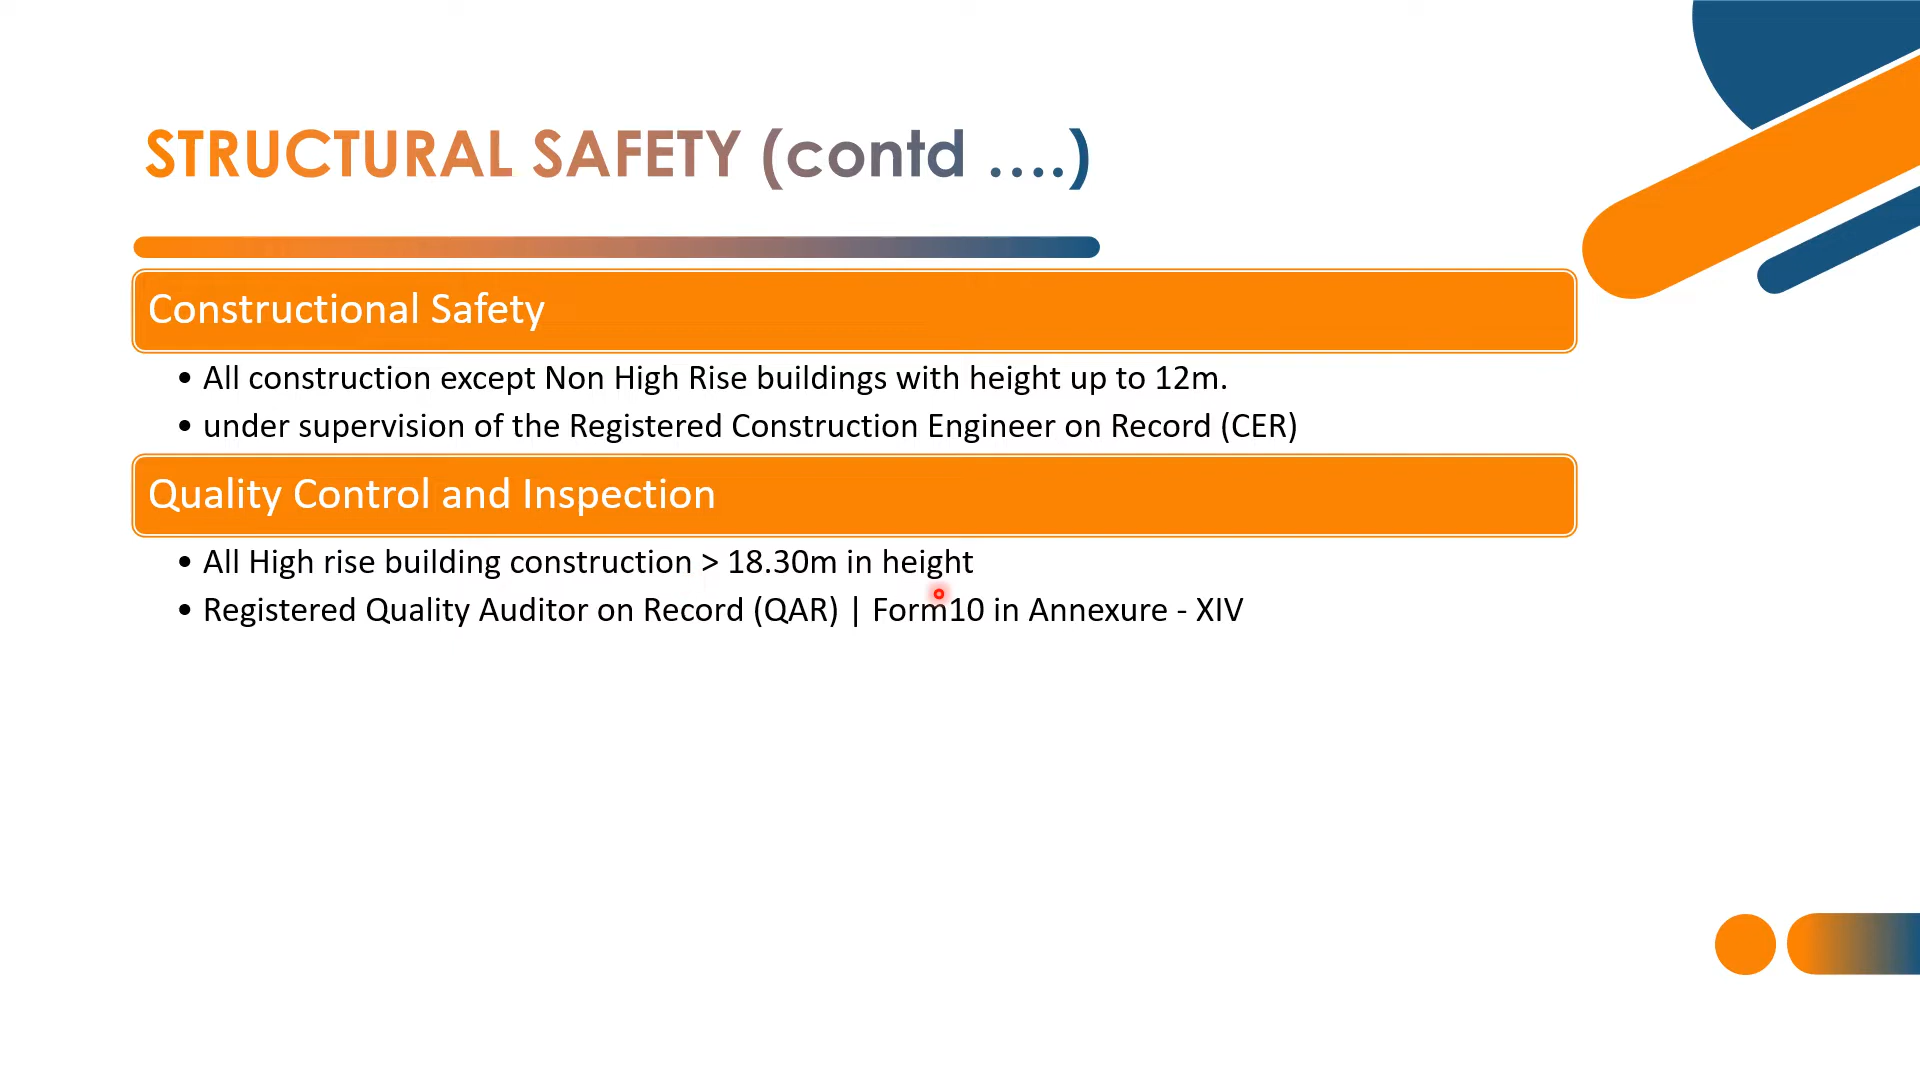 STRUCTURAL SAFETY (contd ....)
Constructional Safety
• All construction except Non High Rise buildings with height up to 12m.
• under supervision of the Registered Construction Engineer on Record (CER)
Quality Control and Inspection
• All High rise building construction > 18.30m in height
• Registered Quality Auditor on Record (QAR) | Form10 in Annexure - XIV